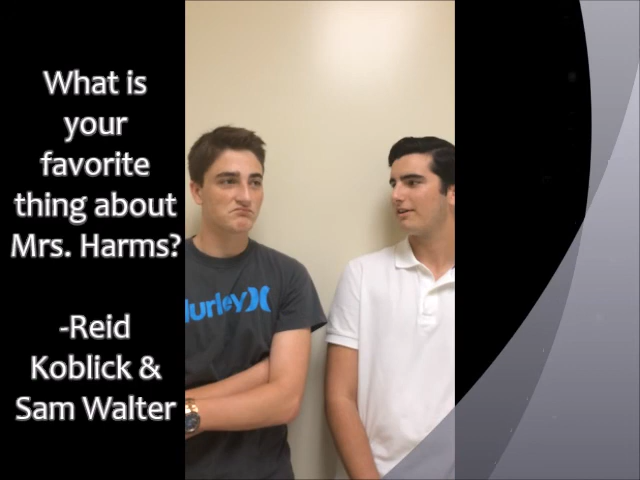 What is
your
favorite
thing about
Mrs. Harms?
-Reid
Koblick &
Sam Walter
Hurley